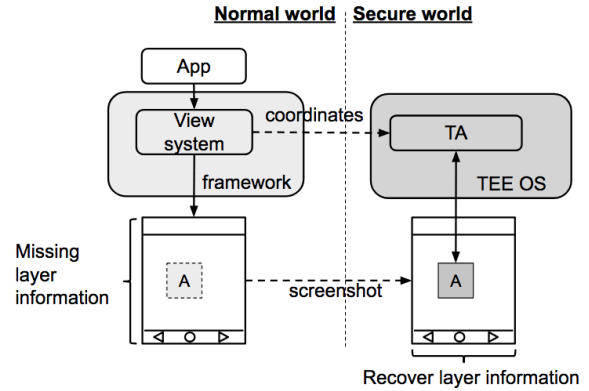 Normal world
Secure world
App
View
system
coordinates
TA
framework
TEE OS
Missing
layer
information
A
screenshot
A
Recover layer information